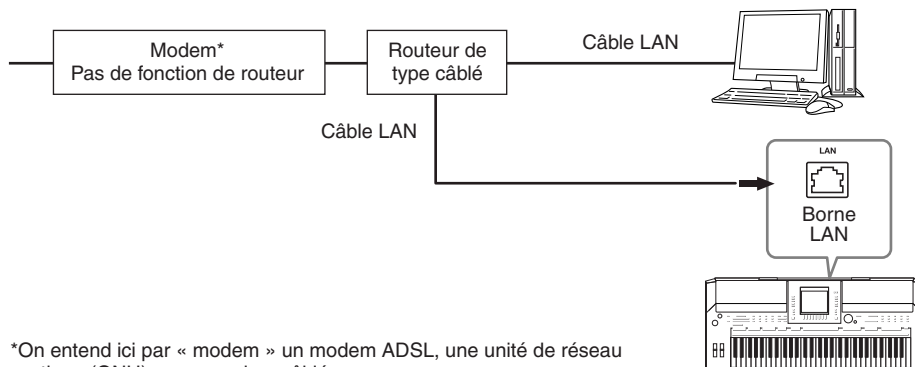 Modem*
Pas de fonction de routeur
Routeur de
type câblé
Câble LAN
Câble LAN
LAN
Borne
LAN
*On entend ici par « modem » un modem ADSL, une unité de réseau